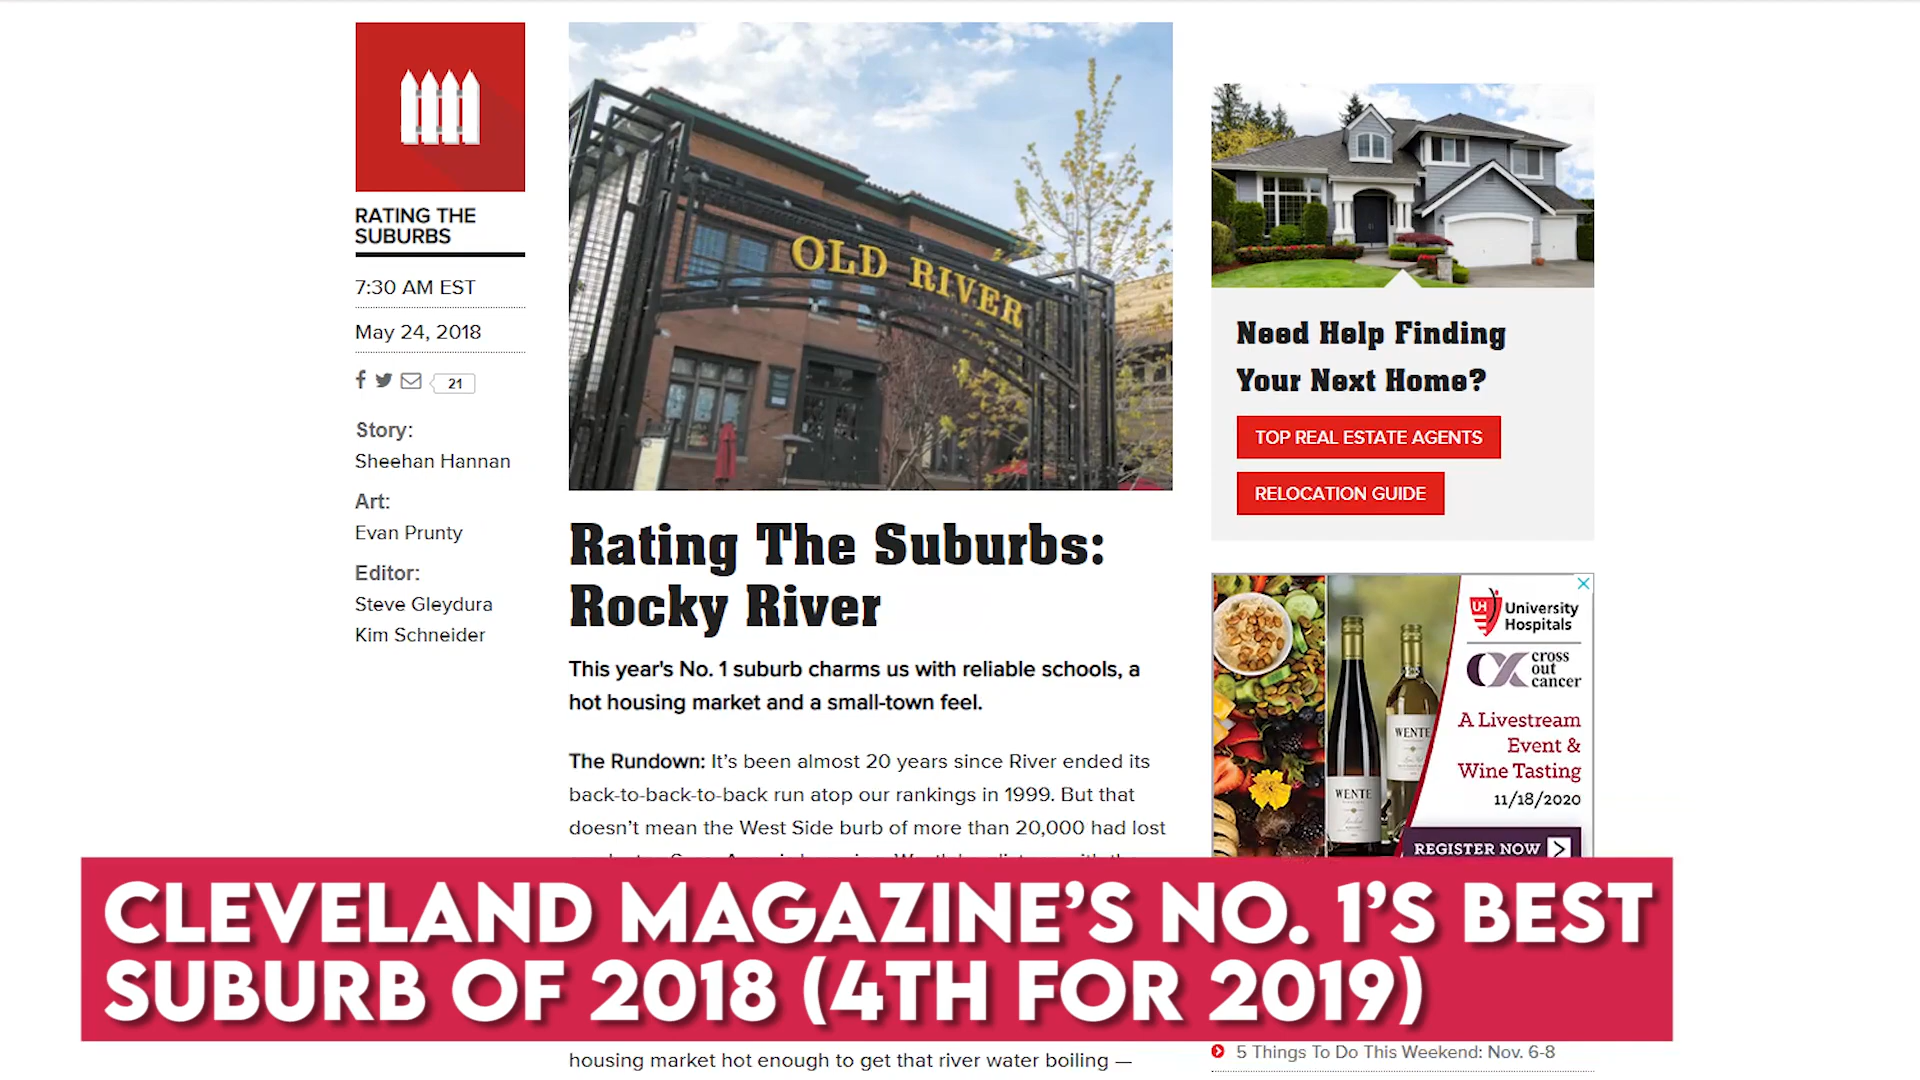 RATING THE
SUBURBS
7:30 AM EST
May 24, 2018
21
Story:
Sheehan Hannan
Art:
Evan Prunty
Editor:
Steve Gleydura
Kim Schneider
OLD RIVER
Rating The Suburbs:
Rocky River
This year's No. 1 suburb charms us with reliable schools, a
hot housing market and a small-town feel.
The Rundown: It's been almost 20 years since River ended its
back-to-back-to-back run atop our rankings in 1999. But that
doesn't mean the West Side burb of more than 20,000 had lost
housing market hot enough to get that river water boiling —
Need Help Finding
Your Next Home?
TOP REAL ESTATE AGENTS
RELOCATION GUIDE
UH University
Hospitals
CX cross
out
cancer
A Livestream
Event &
Wine Tasting
11/18/2020
WENTE
WENTE
REGISTER NOW
CLEVELAND MAGAZINE'S NO. 1'S BEST
SUBURB OF 2018 (4TH FOR 2019)
5 Things To Do This Weekend: Nov. 6-8